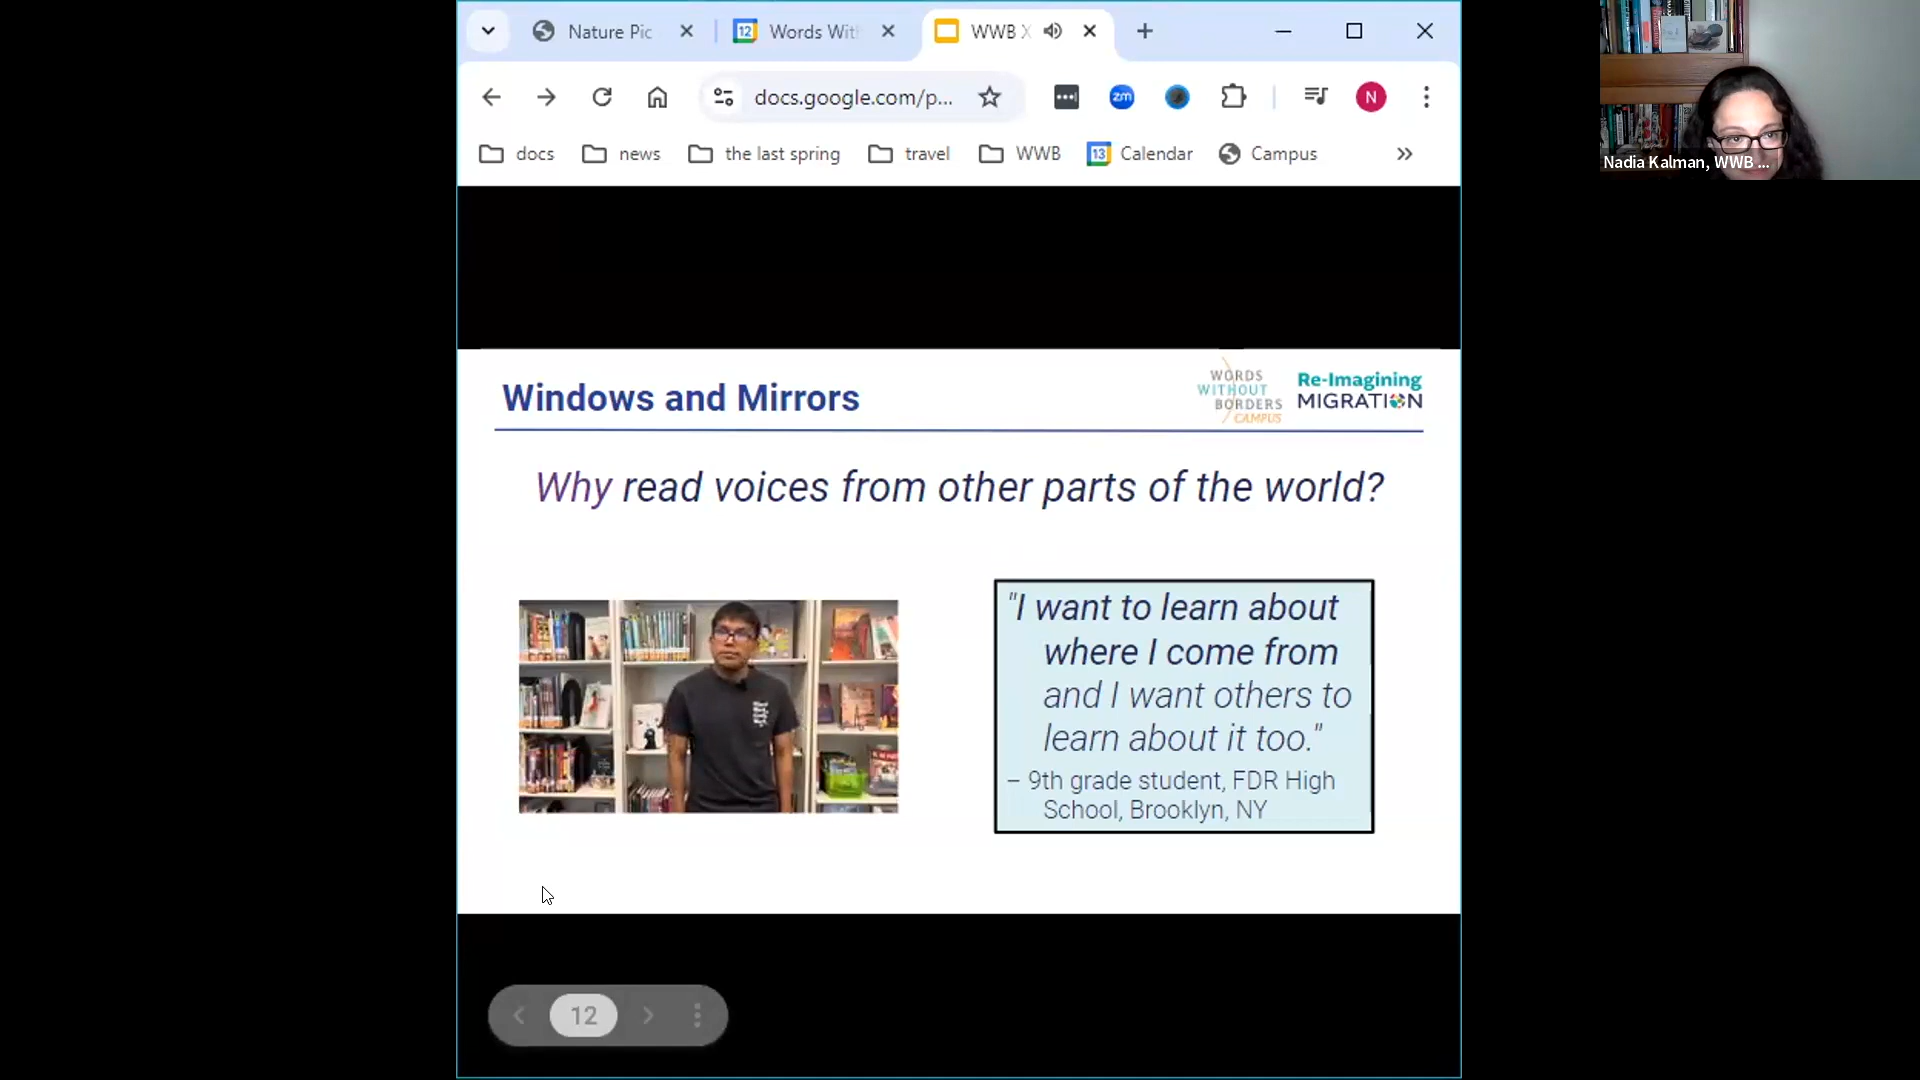 Nature Pic
Words Wit
WWB X
docs.google.com/p...
zm
N
docs
news
the last spring
travel
WWB
13
Calendar
Campus
12
Nadia Kalman, WWB ...
Windows and Mirrors
WORDS
WITHOUT
BORDERS
CAMPUS
Re-Imagining
MIGRATION
Why read voices from other parts of the world?
"I want to learn about
where I come from
and I want others to
learn about it too."
– 9th grade student, FDR High
School, Brooklyn, NY
12